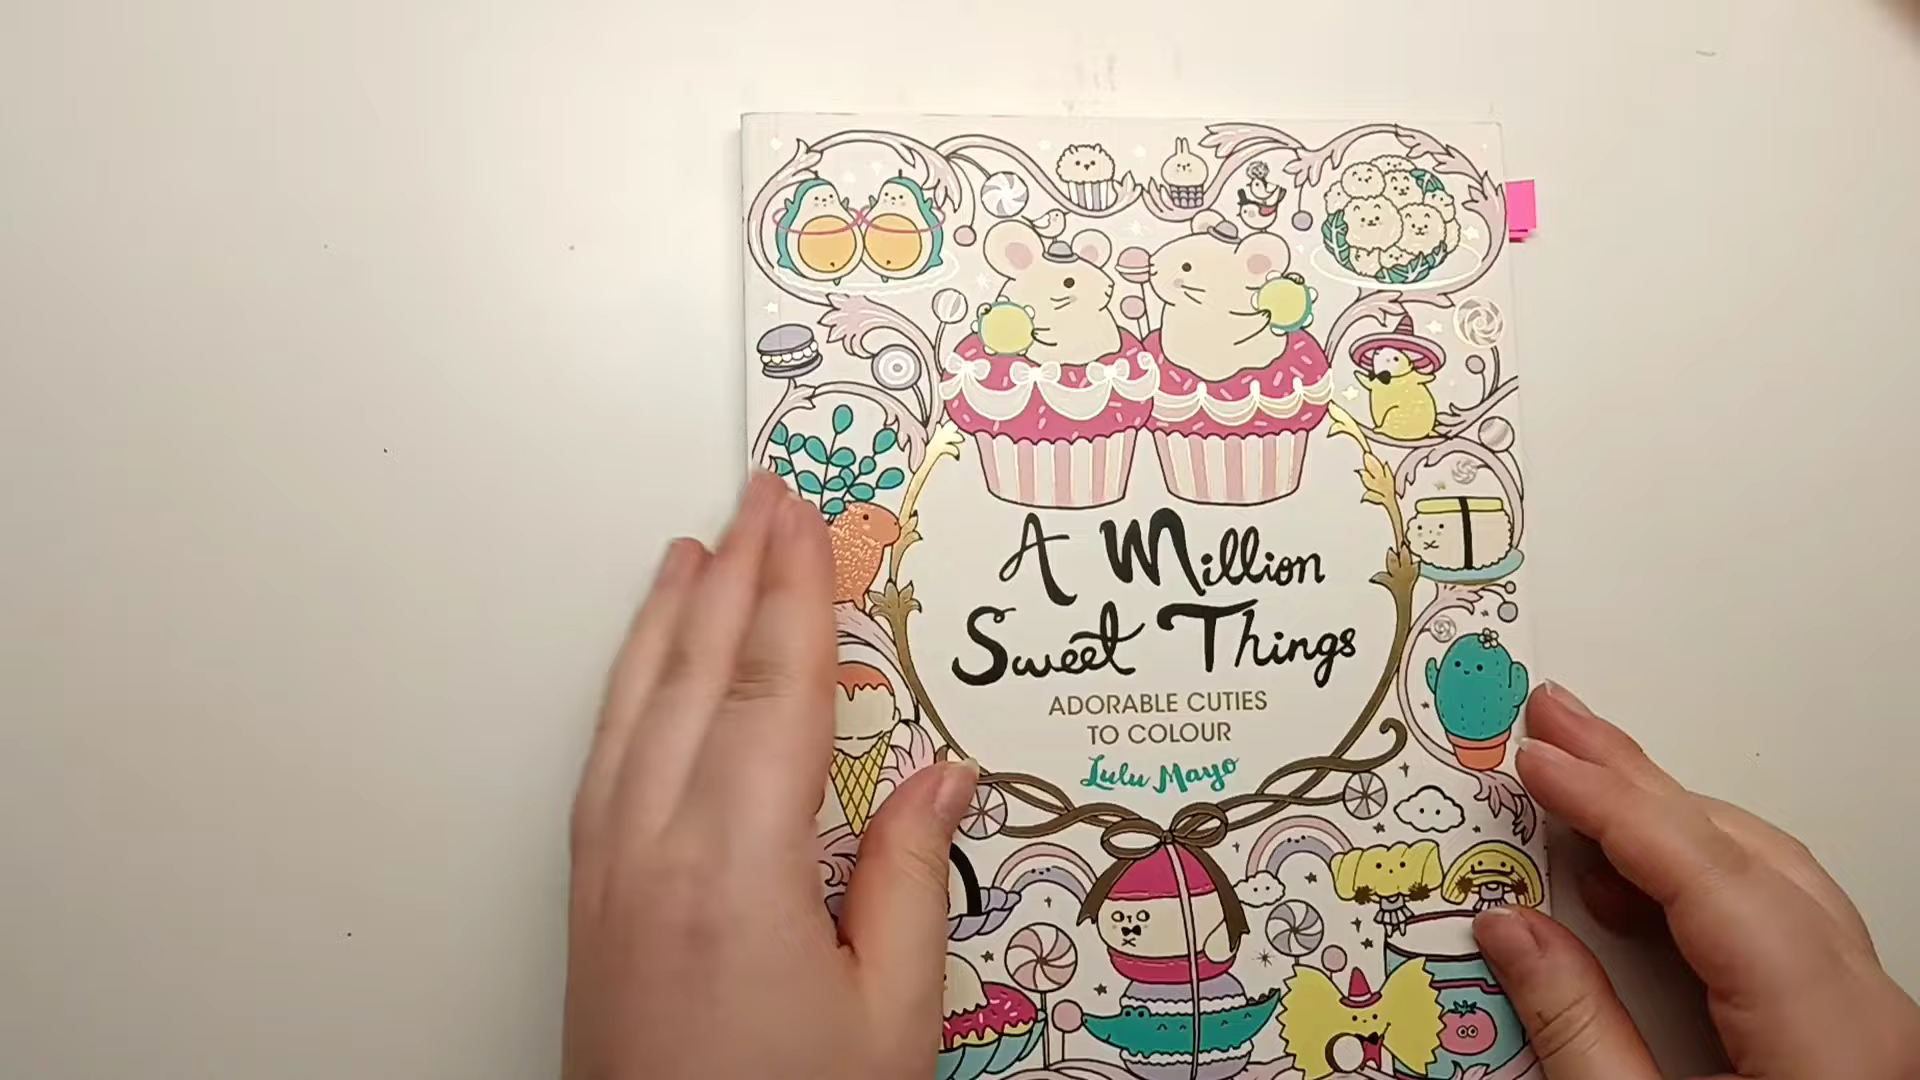 A Million
Sweet Things
ADORABLE CUTIES
TO COLOUR
Lulu Mayo